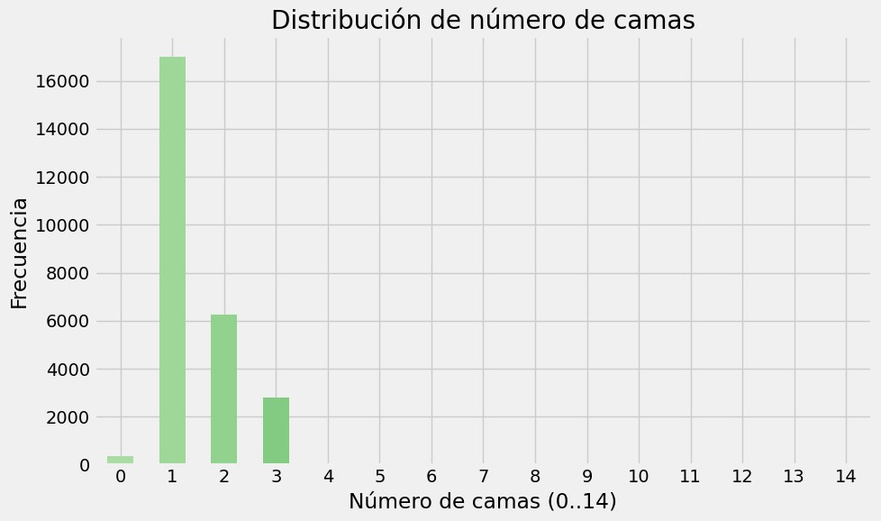 Distribución de número de camas
Frecuencia
16000
14000
12000
10000
8000
6000
4000
2000
0
0 1 2 3 4 5 6 7 8 9 10 11 12 13 14
Número de camas (0..14)